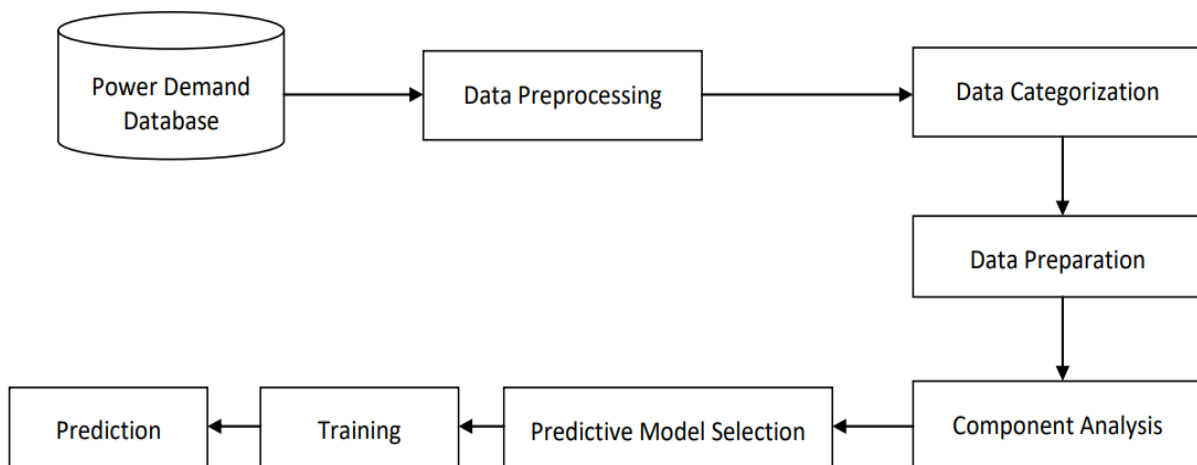 Power Demand
Database
Data Preprocessing
Data Categorization
Data Preparation
Component Analysis
Predictive Model Selection
Training
Prediction